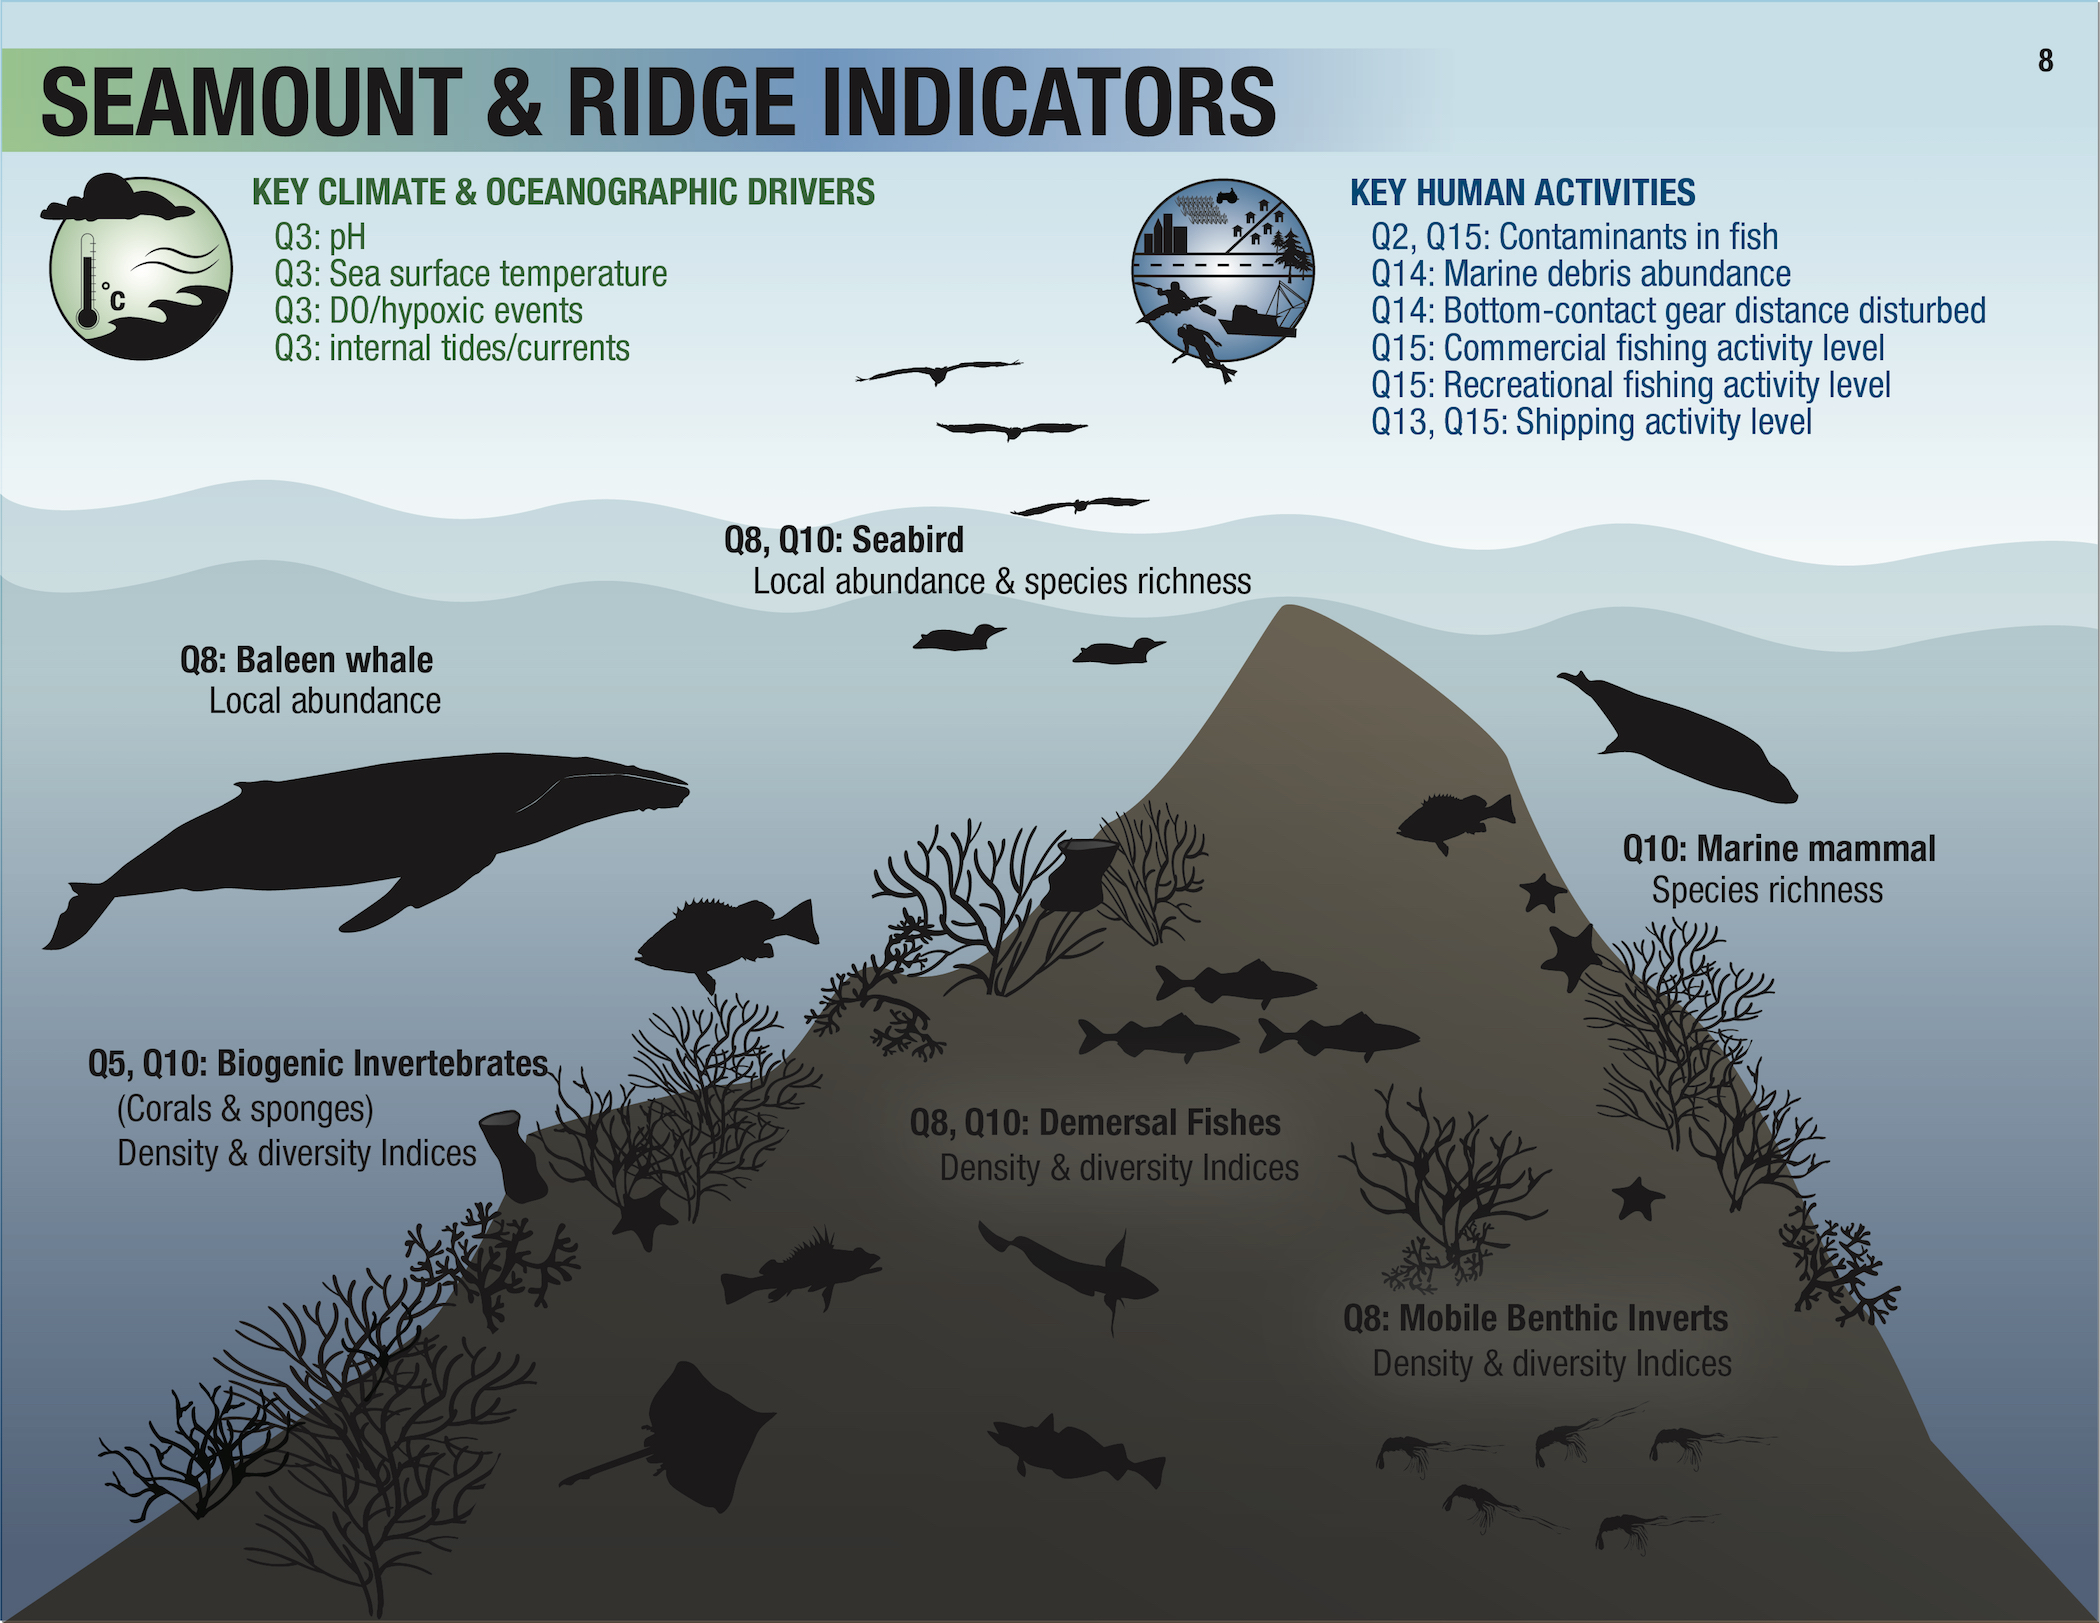 8
SEAMOUNT & RIDGE INDICATORS
KEY CLIMATE & OCEANOGRAPHIC DRIVERS
Q3: pH
Q3: Sea surface temperature
Q3: DO/hypoxic events
Q3: internal tides/currents
°C
KEY HUMAN ACTIVITIES
Q2, Q15: Contaminants in fish
Q14: Marine debris abundance
Q14: Bottom-contact gear distance disturbed
Q15: Commercial fishing activity level
Q15: Recreational fishing activity level
Q13, Q15: Shipping activity level
Q8, Q10: Seabird
Local abundance & species richness
Q8: Baleen whale
Local abundance
Q10: Marine mammal
Species richness
Q5, Q10: Biogenic Invertebrates
(Corals & sponges)
Density & diversity Indices
Q8, Q10: Demersal Fishes
Density & diversity Indices
Q8: Mobile Benthic Inverts
Density & diversity Indices